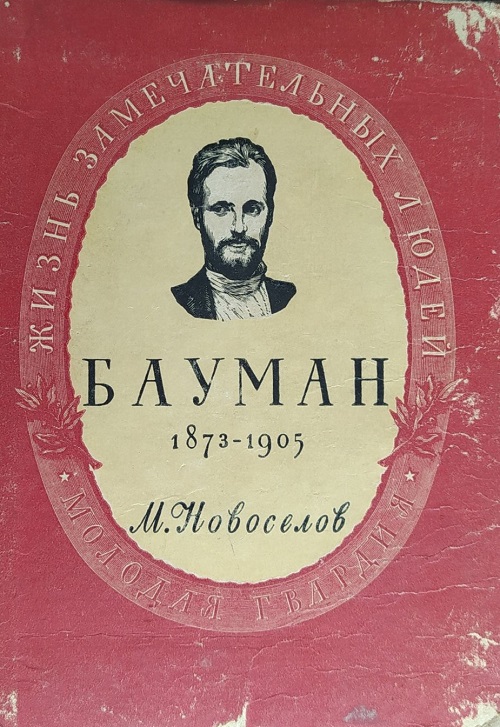 ЖИЗНЬ ЗАМЕЧАТЕЛЬНЫХ ЛЮДЕЙ
БАУМАН
1873-1905
М. Новоселов
МОЛОДАЯ ГВАРДИЯ